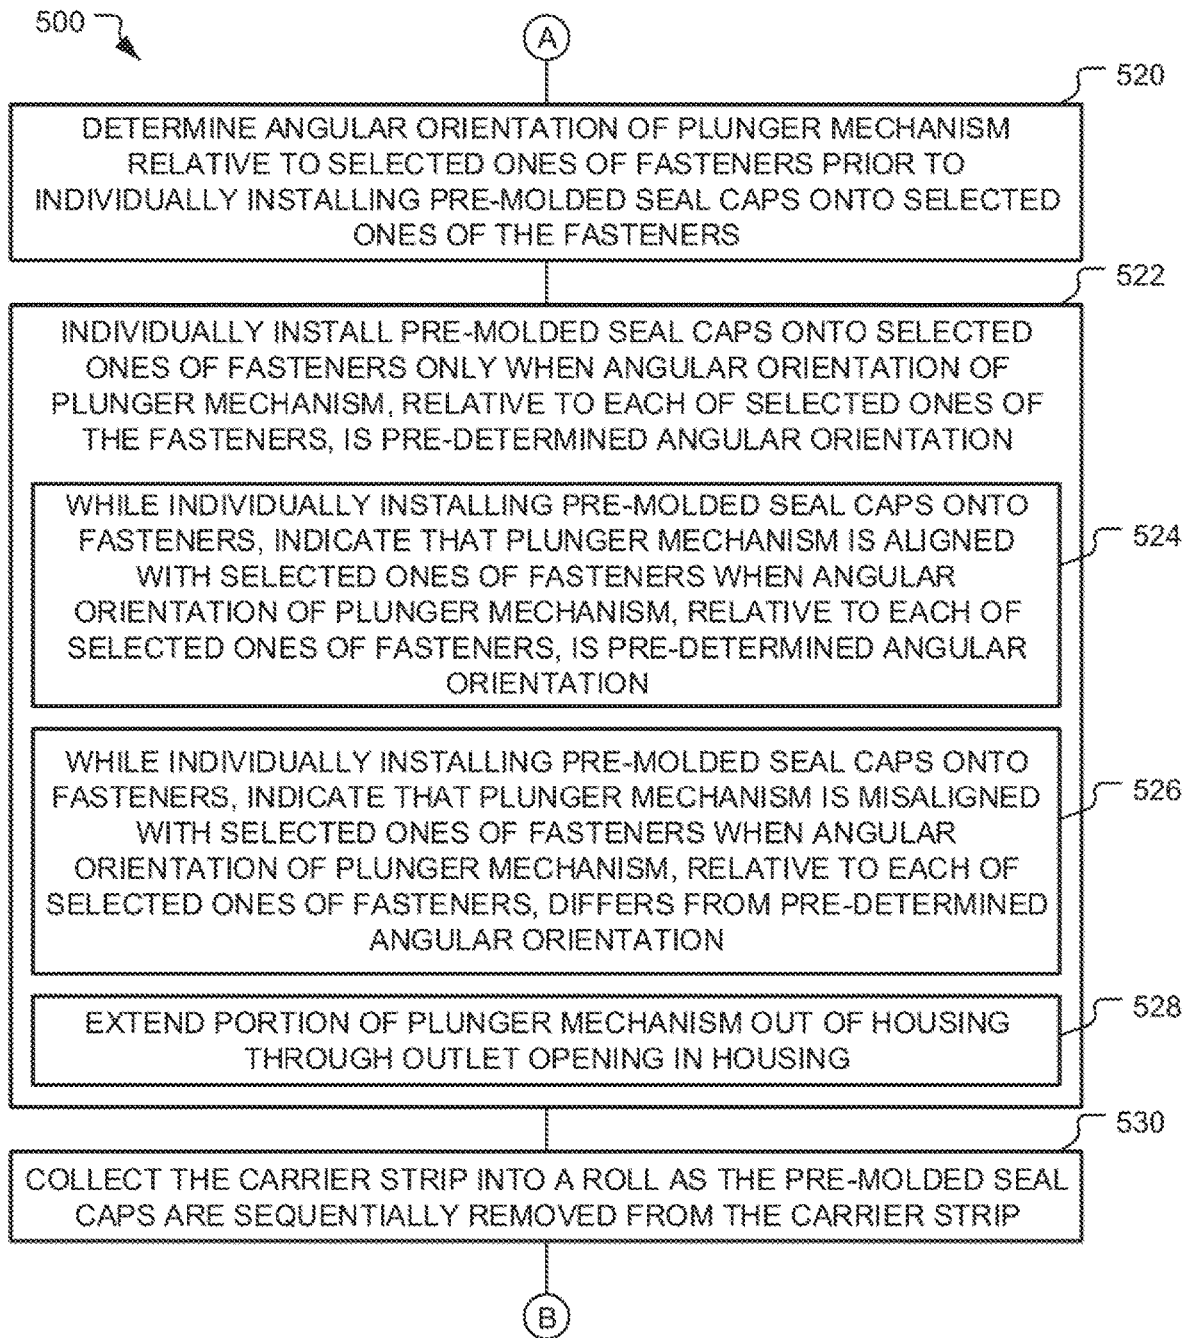 500
A
520
DETERMINE ANGULAR ORIENTATION OF PLUNGER MECHANISM
RELATIVE TO SELECTED ONES OF FASTENERS PRIOR TO
INDIVIDUALLY INSTALLING PRE-MOLDED SEAL CAPS ONTO SELECTED
ONES OF THE FASTENERS
522
INDIVIDUALLY INSTALL PRE-MOLDED SEAL CAPS ONTO SELECTED
ONES OF FASTENERS ONLY WHEN ANGULAR ORIENTATION OF
PLUNGER MECHANISM, RELATIVE TO EACH OF SELECTED ONES OF
THE FASTENERS, IS PRE-DETERMINED ANGULAR ORIENTATION
WHILE INDIVIDUALLY INSTALLING PRE-MOLDED SEAL CAPS ONTO
FASTENERS, INDICATE THAT PLUNGER MECHANISM IS ALIGNED
WITH SELECTED ONES OF FASTENERS WHEN ANGULAR
ORIENTATION OF PLUNGER MECHANISM, RELATIVE TO EACH OF
SELECTED ONES OF FASTENERS, IS PRE-DETERMINED ANGULAR
ORIENTATION
524
WHILE INDIVIDUALLY INSTALLING PRE-MOLDED SEAL CAPS ONTO
FASTENERS, INDICATE THAT PLUNGER MECHANISM IS MISALIGNED
WITH SELECTED ONES OF FASTENERS WHEN ANGULAR
ORIENTATION OF PLUNGER MECHANISM, RELATIVE TO EACH OF
SELECTED ONES OF FASTENERS, DIFFERS FROM PRE-DETERMINED
ANGULAR ORIENTATION
526
EXTEND PORTION OF PLUNGER MECHANISM OUT OF HOUSING
THROUGH OUTLET OPENING IN HOUSING
528
530
COLLECT THE CARRIER STRIP INTO A ROLL AS THE PRE-MOLDED SEAL
CAPS ARE SEQUENTIALLY REMOVED FROM THE CARRIER STRIP
B